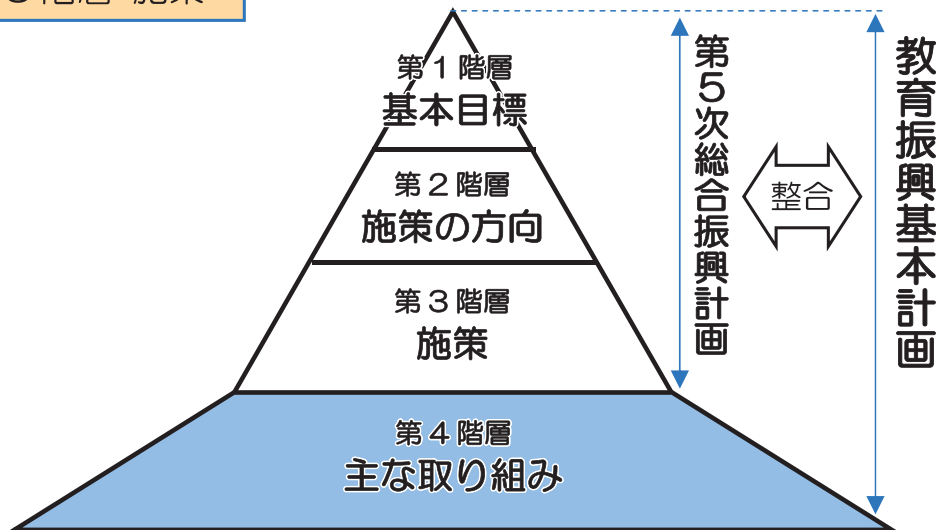 第1階層
基本目標
第2階層
施策の方向
第3階層
施策
第4階層
主な取り組み
第5次総合振興計画
整合
教育振興基本計画